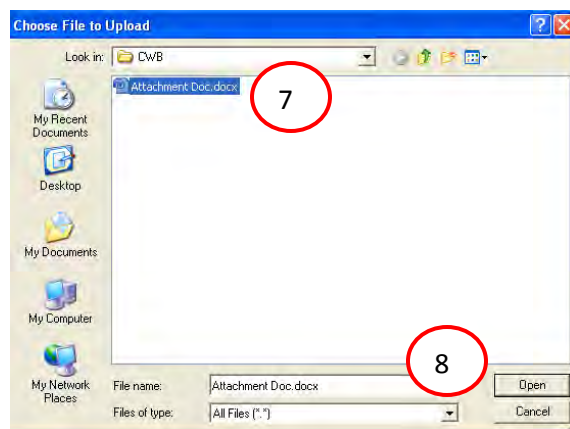 Choose File to Upload
Look in: CWB
Attachment Doc.docx
7
My Recent
Documents
Desktop
My Documents
My Computer
8
My Network
Places
File name: Attachment Doc.docx Open
Files of type: All Files (*.*) Cancel